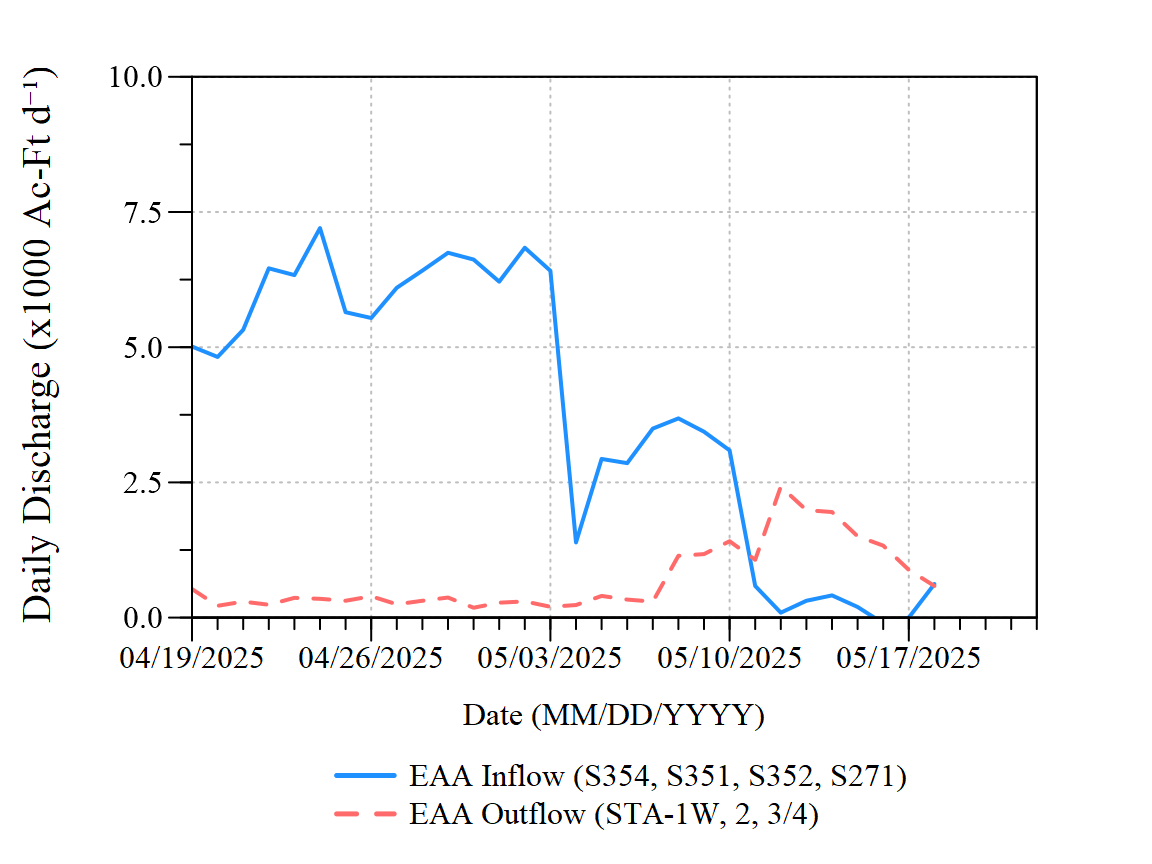 Daily Discharge (x1000 Ac-Ft d⁻¹)
10.0
7.5
5.0
2.5
0.0
04/19/2025 04/26/2025 05/03/2025 05/10/2025 05/17/2025
Date (MM/DD/YYYY)
EAA Inflow (S354, S351, S352, S271)
EAA Outflow (STA-1W, 2, 3/4)